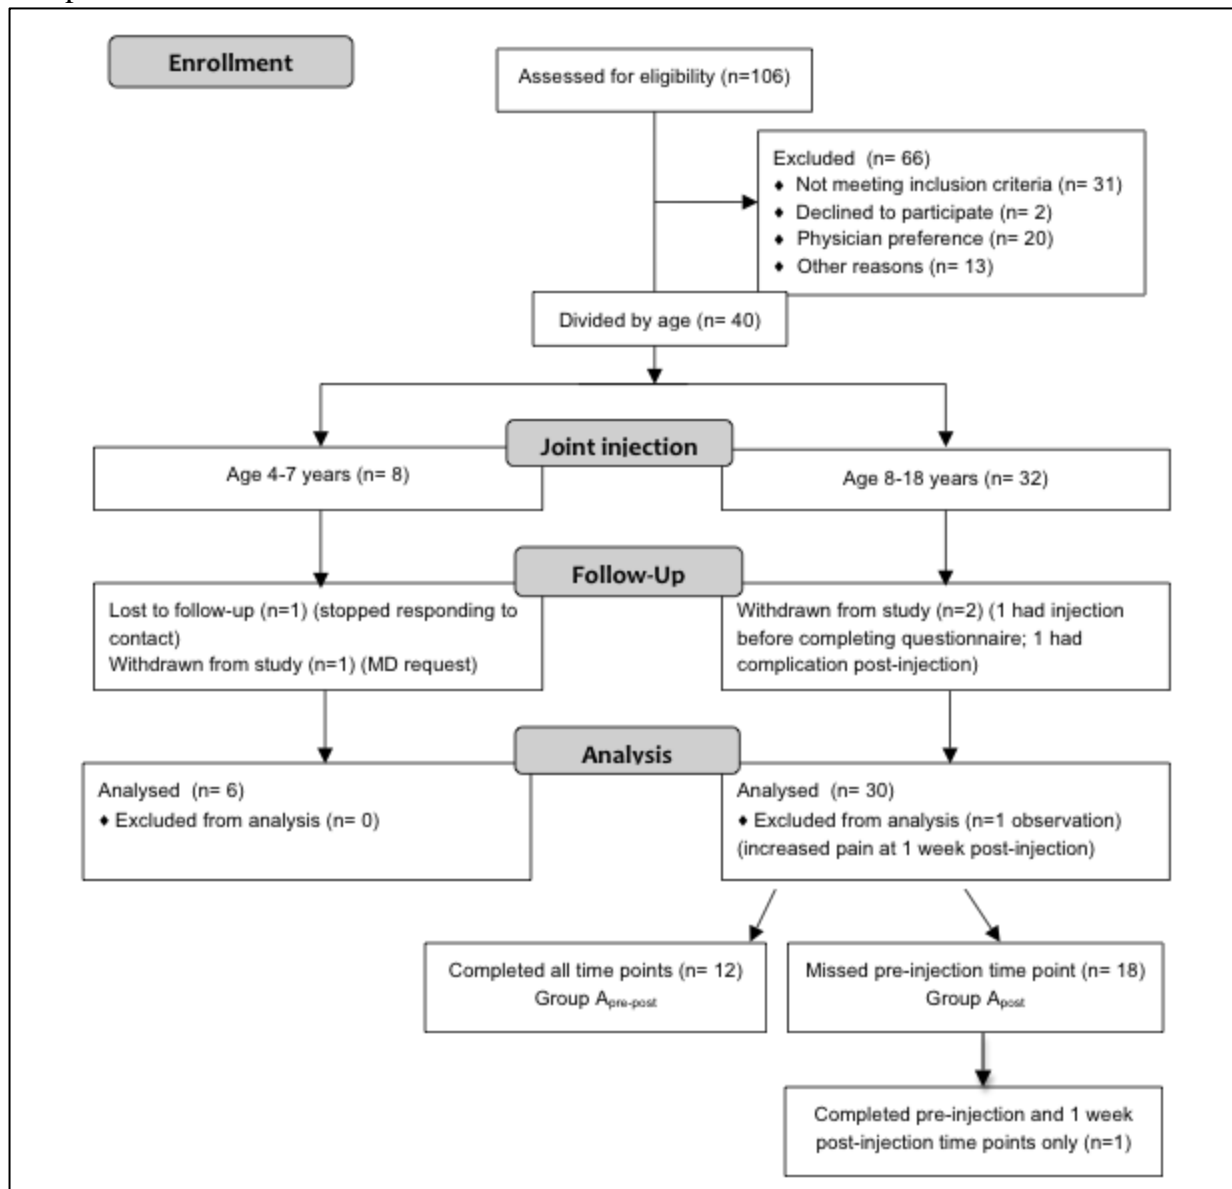 Enrollment
Assessed for eligibility (n=106)
Excluded (n= 66)
♦ Not meeting inclusion criteria (n= 31)
♦ Declined to participate (n= 2)
♦ Physician preference (n= 20)
♦ Other reasons (n= 13)
Divided by age (n= 40)
Joint injection
Age 4-7 years (n= 8)
Age 8-18 years (n= 32)
Follow-Up
Lost to follow-up (n=1) (stopped responding to
contact)
Withdrawn from study (n=1) (MD request)
Withdrawn from study (n=2) (1 had injection
before completing questionnaire; 1 had
complication post-injection)
Analysis
Analysed (n= 6)
♦ Excluded from analysis (n= 0)
Analysed (n= 30)
♦ Excluded from analysis (n=1 observation)
(increased pain at 1 week post-injection)
Completed all time points (n= 12)
Group Apre-post
Missed pre-injection time point (n= 18)
Group Apost
Completed pre-injection and 1 week
post-injection time points only (n=1)